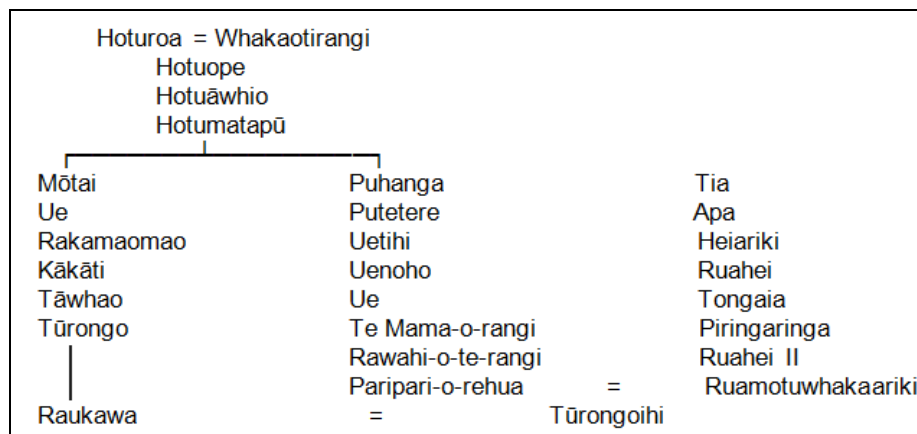 Hoturoa = Whakaotirangi
Hotuope
Hotuāwhio
Hotumatapū
Mōtai Puhanga Tia
Ue Putetere Apa
Rakamaomao Uetihi Heiariki
Kākāti Uenoho Ruahei
Tāwhao Ue Tongaia
Tūrongo Te Mama-o-rangi Piringaringa
Rawahi-o-te-rangi Ruahei II
Paripari-o-rehua = Ruamotuwhakaariki
Raukawa = Tūrongoihi